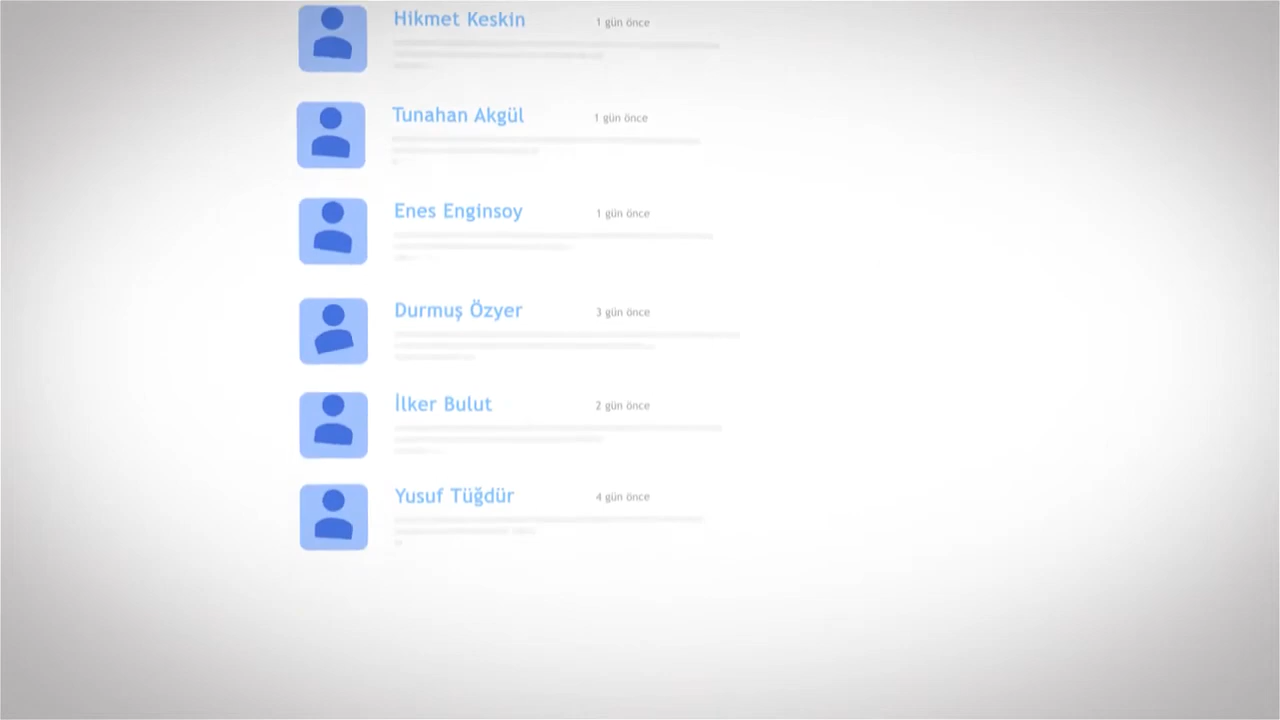 Hikmet Keskin 1 gün önce
Tunahan Akgül 1 gün önce
Enes Enginsoy 1 gün önce
Durmuş Özyer 3 gün önce
İlker Bulut 2 gün önce
Yusuf Tüğdür 4 gün önce